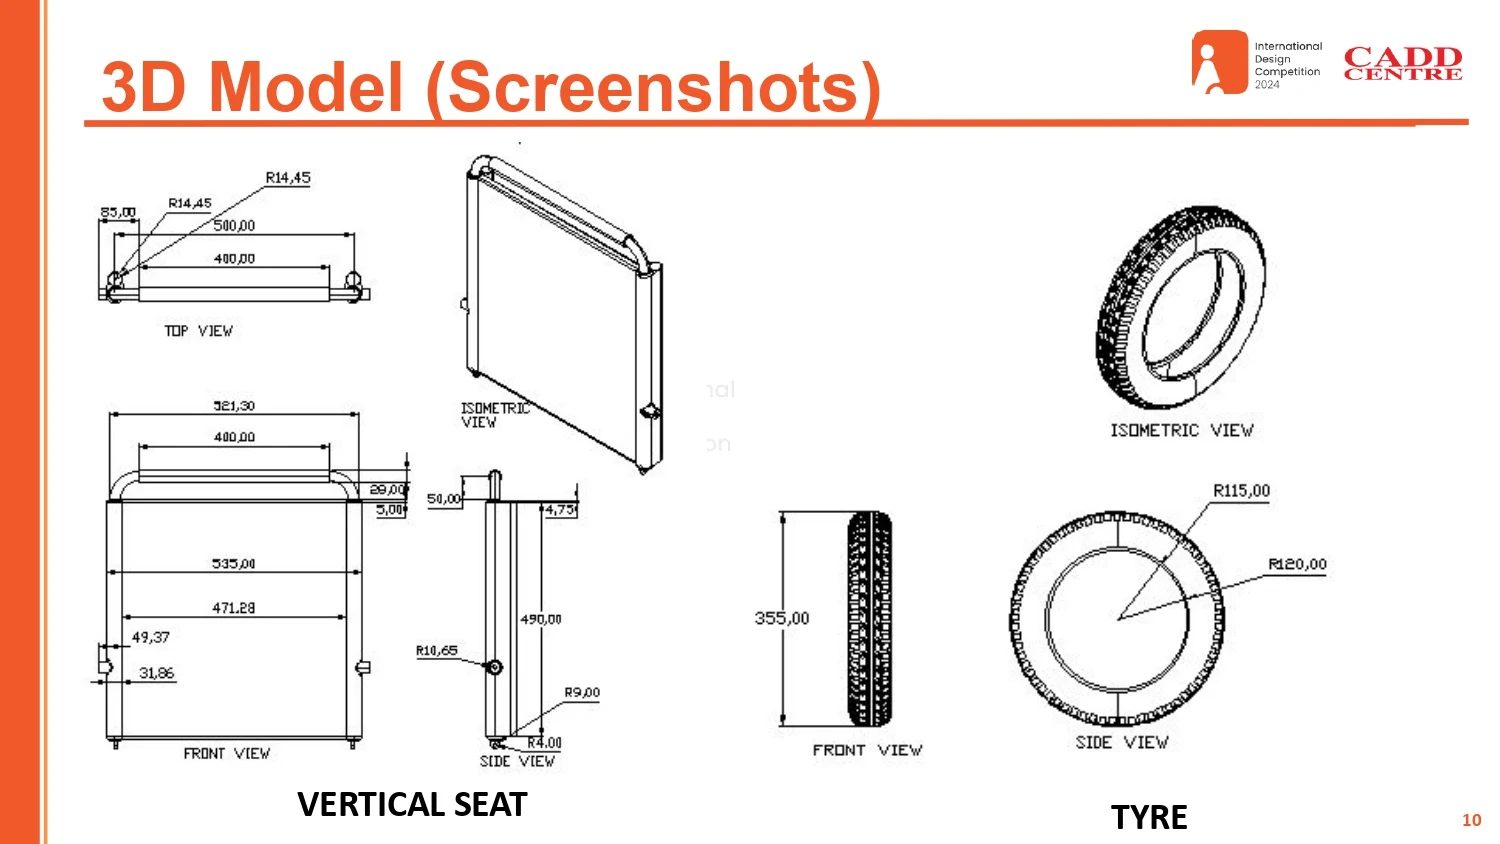 3D Model (Screenshots)
International
Design
Competition
2024
CADD
CENTRE
R14,45
R14,45
85,00
500,00
400,00
TOP VIEW
ISOMETRIC
VIEW
521,30
400,00
29,00
5,00
535,00
471.28
49,37
31,86
FRONT VIEW
50,00
4,75
490,00
R10,65
R9,00
R4.00
SIDE VIEW
VERTICAL SEAT
nal
on
ISOMETRIC VIEW
355,00
FRONT VIEW
R115,00
R120,00
SIDE VIEW
TYRE
10